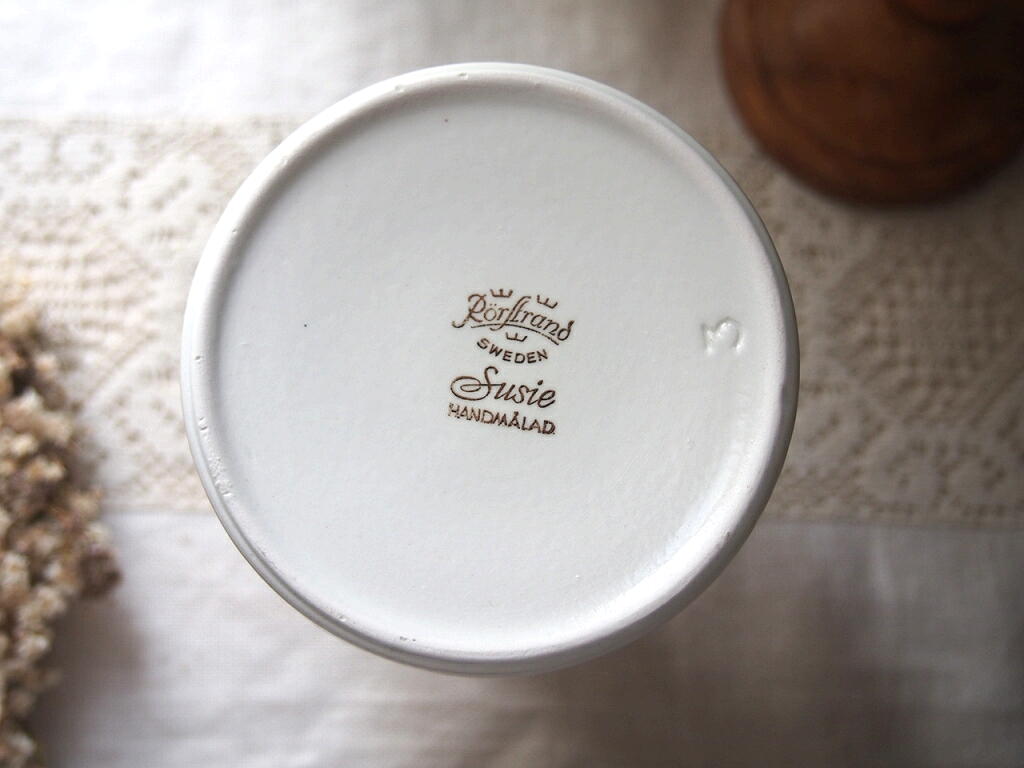 Rörstrand
SWEDEN
Susie
HANDMÅLAD